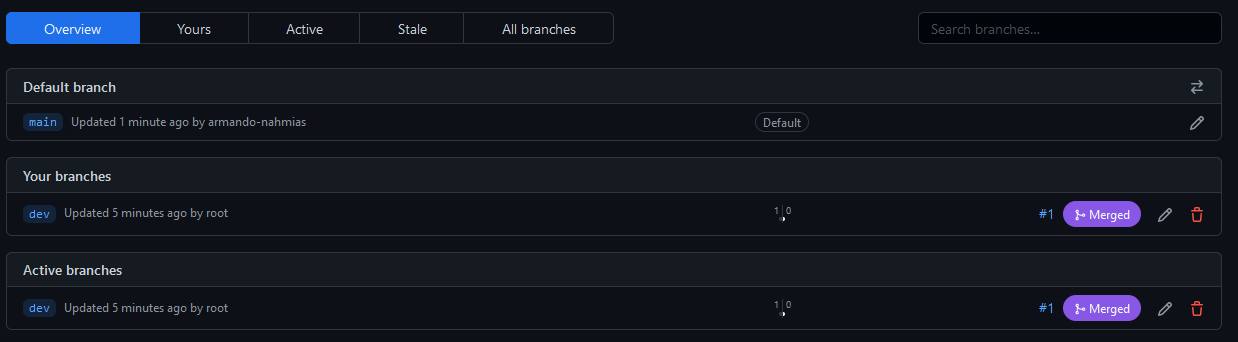 Overview Yours Active Stale All branches Search branches...
Default branch
main Updated 1 minute ago by armando-nahmias Default
Your branches
dev Updated 5 minutes ago by root 1 0 #1 Merged
Active branches
dev Updated 5 minutes ago by root 1 0 #1 Merged